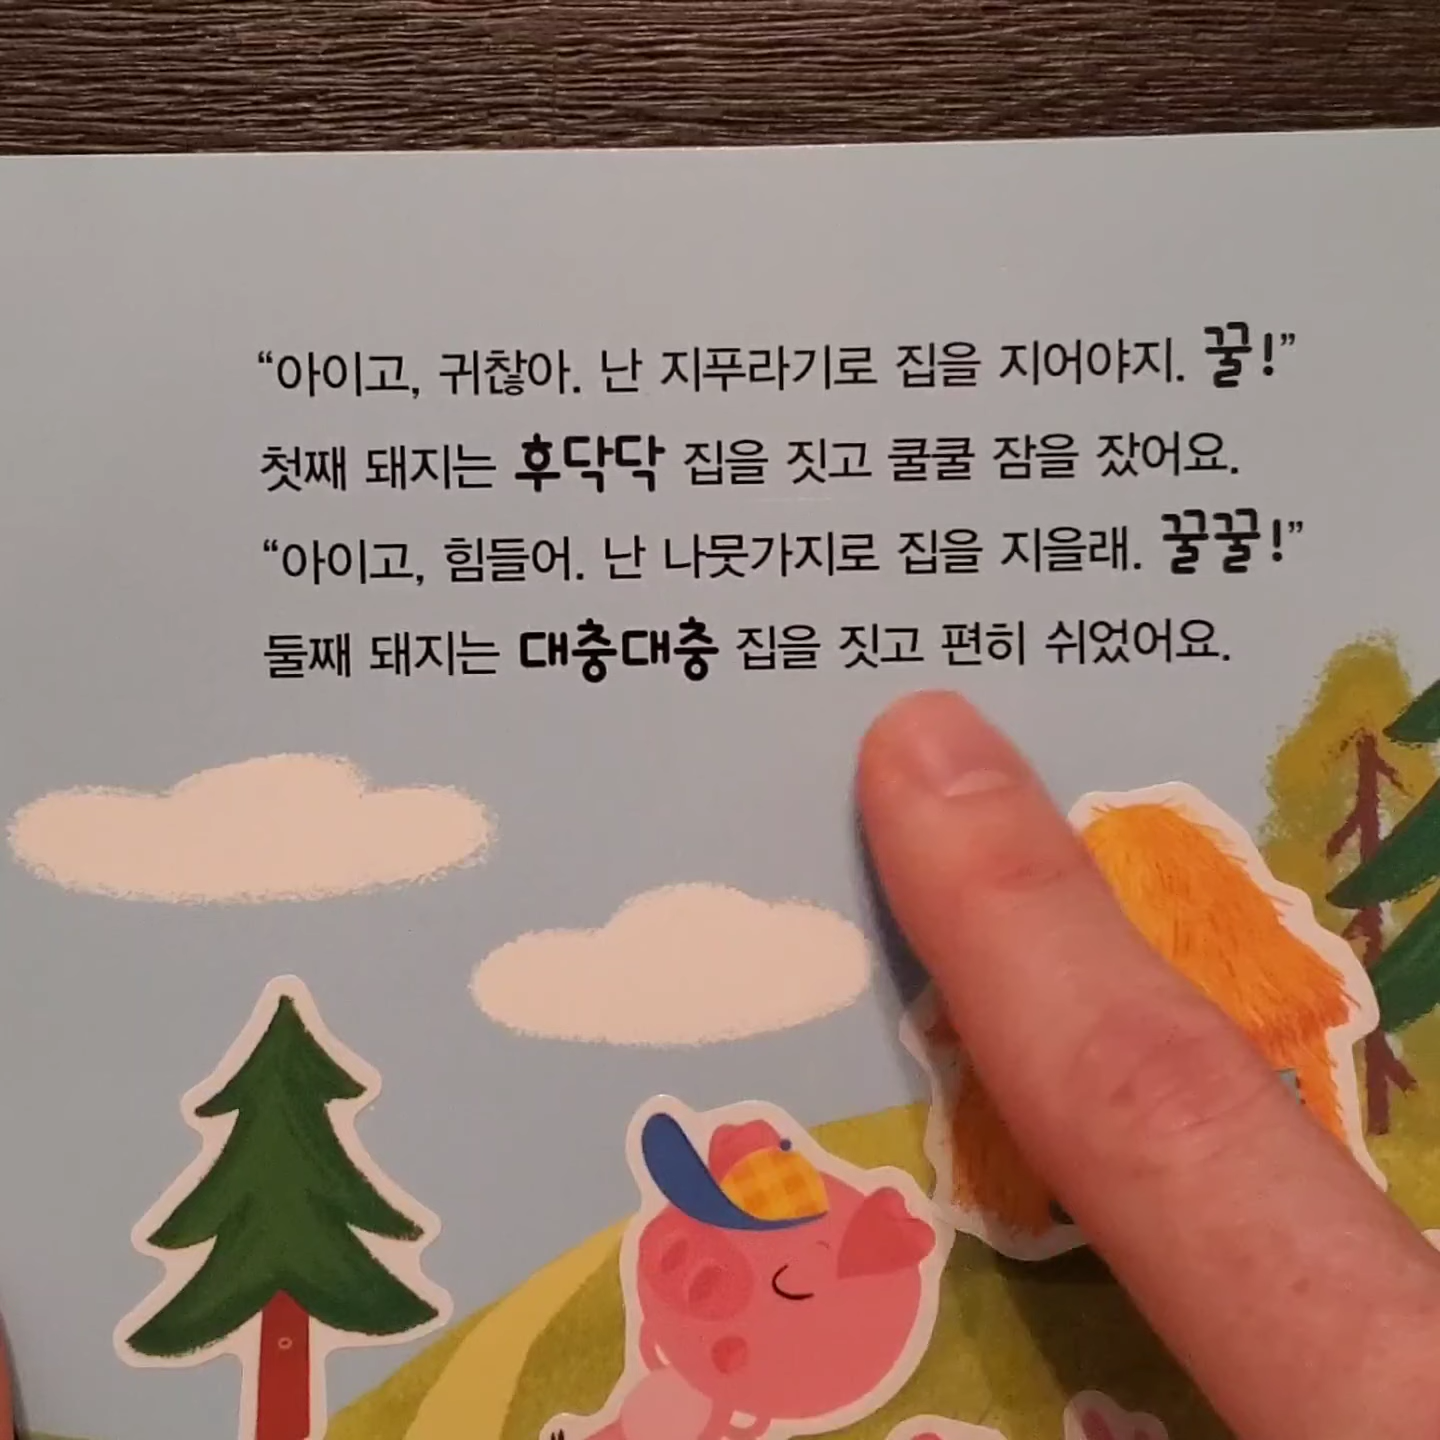 “아이고, 귀찮아. 난 지푸라기로 집을 지어야지. 꿀!”
첫째 돼지는 후닥닥 집을 짓고 쿨쿨 잠을 잤어요.
“아이고, 힘들어. 난 나뭇가지로 집을 지을래. 꿀꿀!”
둘째 돼지는 대충대충 집을 짓고 편히 쉬었어요.